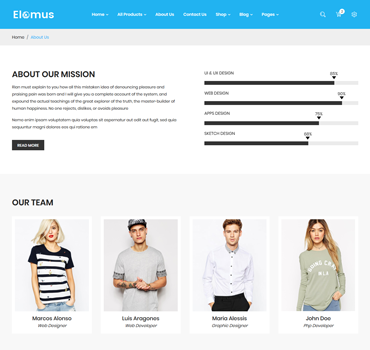 Elomus
Home
All Products
About Us
Contact Us
Shop
Blog
Pages
Home / About Us
ABOUT OUR MISSION
Rion must explain to you how all this mistaken idea of denouncing pleasure and
praising pain was born and I will give you a complete account of the system, and
expound the actual teachings of the great explorer of the truth, the master-builder of
human happiness. No one rejects, dislikes, or avoids pleasure
Nemo enim ipsam voluptatem quia voluptas sit aspernatur aut odit aut fugit, sed quia
sequuntur magni dolores eos qui ratione em
READ MORE
UI & UX DESIGN
85%
WEB DESIGN
90%
APPS DESIGN
75%
SKETCH DESIGN
68%
OUR TEAM
Marcos Alonso
Web Designer
Luis Aragones
Web Developer
Maria Alessis
Graphic Designer
John Doe
Php Developer